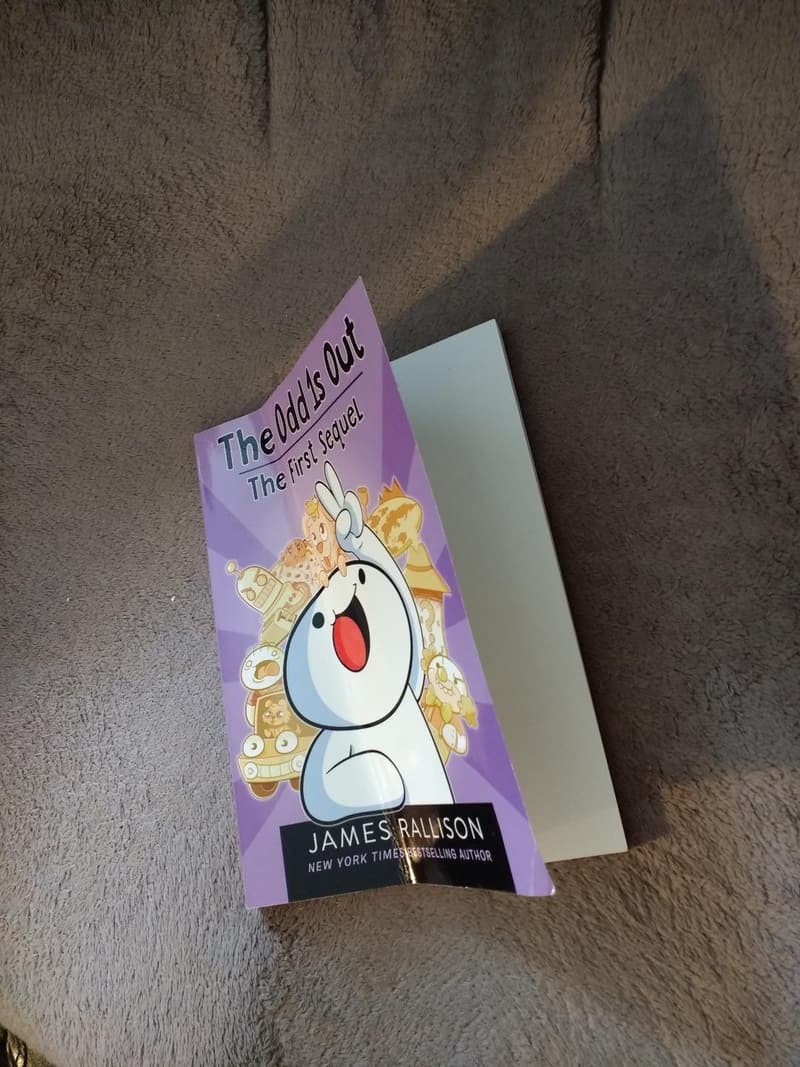 The Odd 1s Out
The First Sequel
JAMES RALLISON
NEW YORK TIMES BESTSELLING AUTHOR